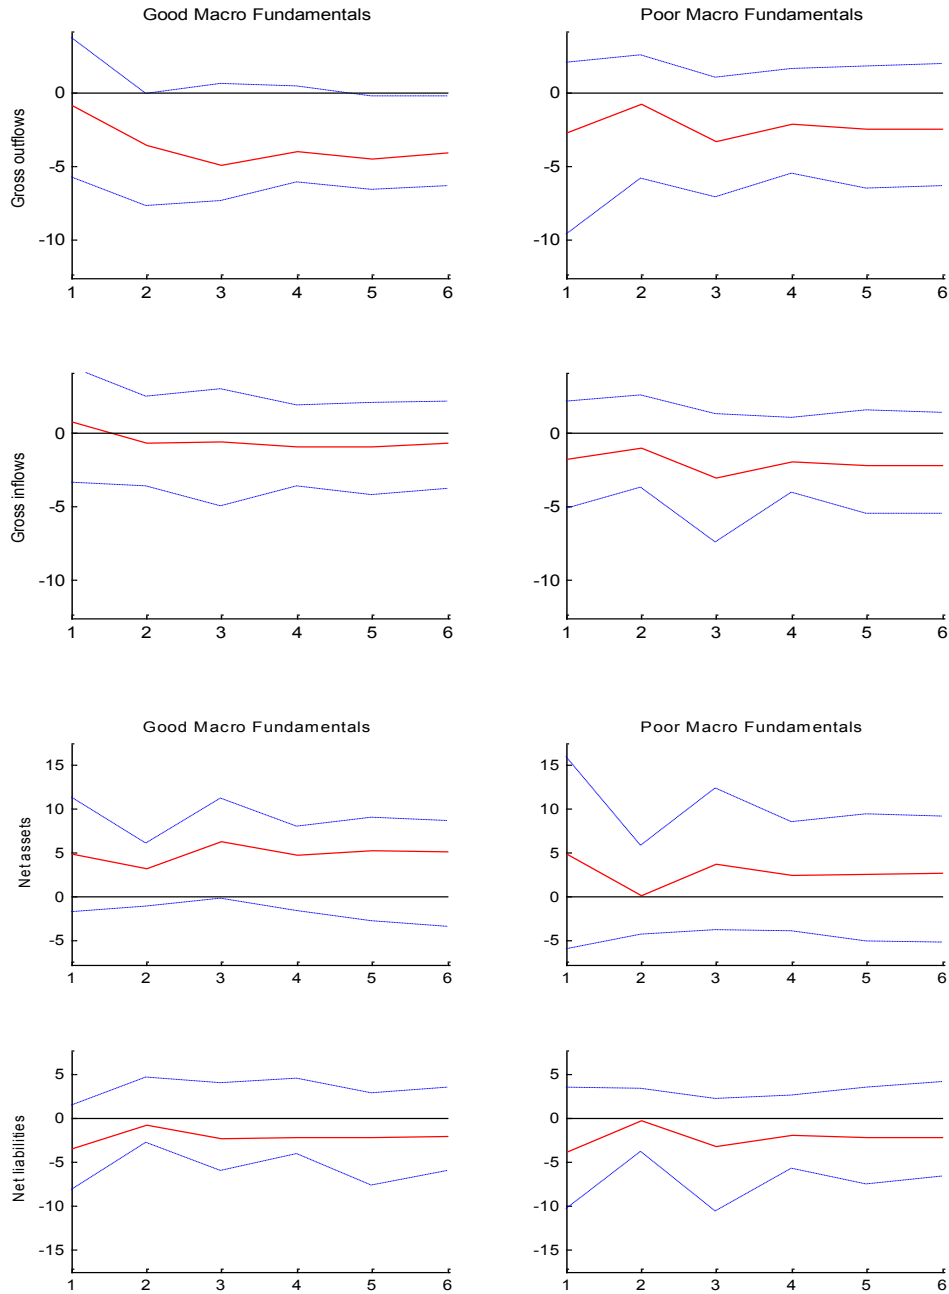 Good Macro Fundamentals
Poor Macro Fundamentals
Gross outflows
0
-5
-10
1 2 3 4 5 6
0
-5
-10
1 2 3 4 5 6
Gross inflows
0
-5
-10
1 2 3 4 5 6
0
-5
-10
1 2 3 4 5 6
Good Macro Fundamentals
Poor Macro Fundamentals
Net assets
15
10
5
0
-5
1 2 3 4 5 6
15
10
5
0
-5
1 2 3 4 5 6
Net liabilities
5
0
-5
-10
-15
1 2 3 4 5 6
5
0
-5
-10
-15
1 2 3 4 5 6